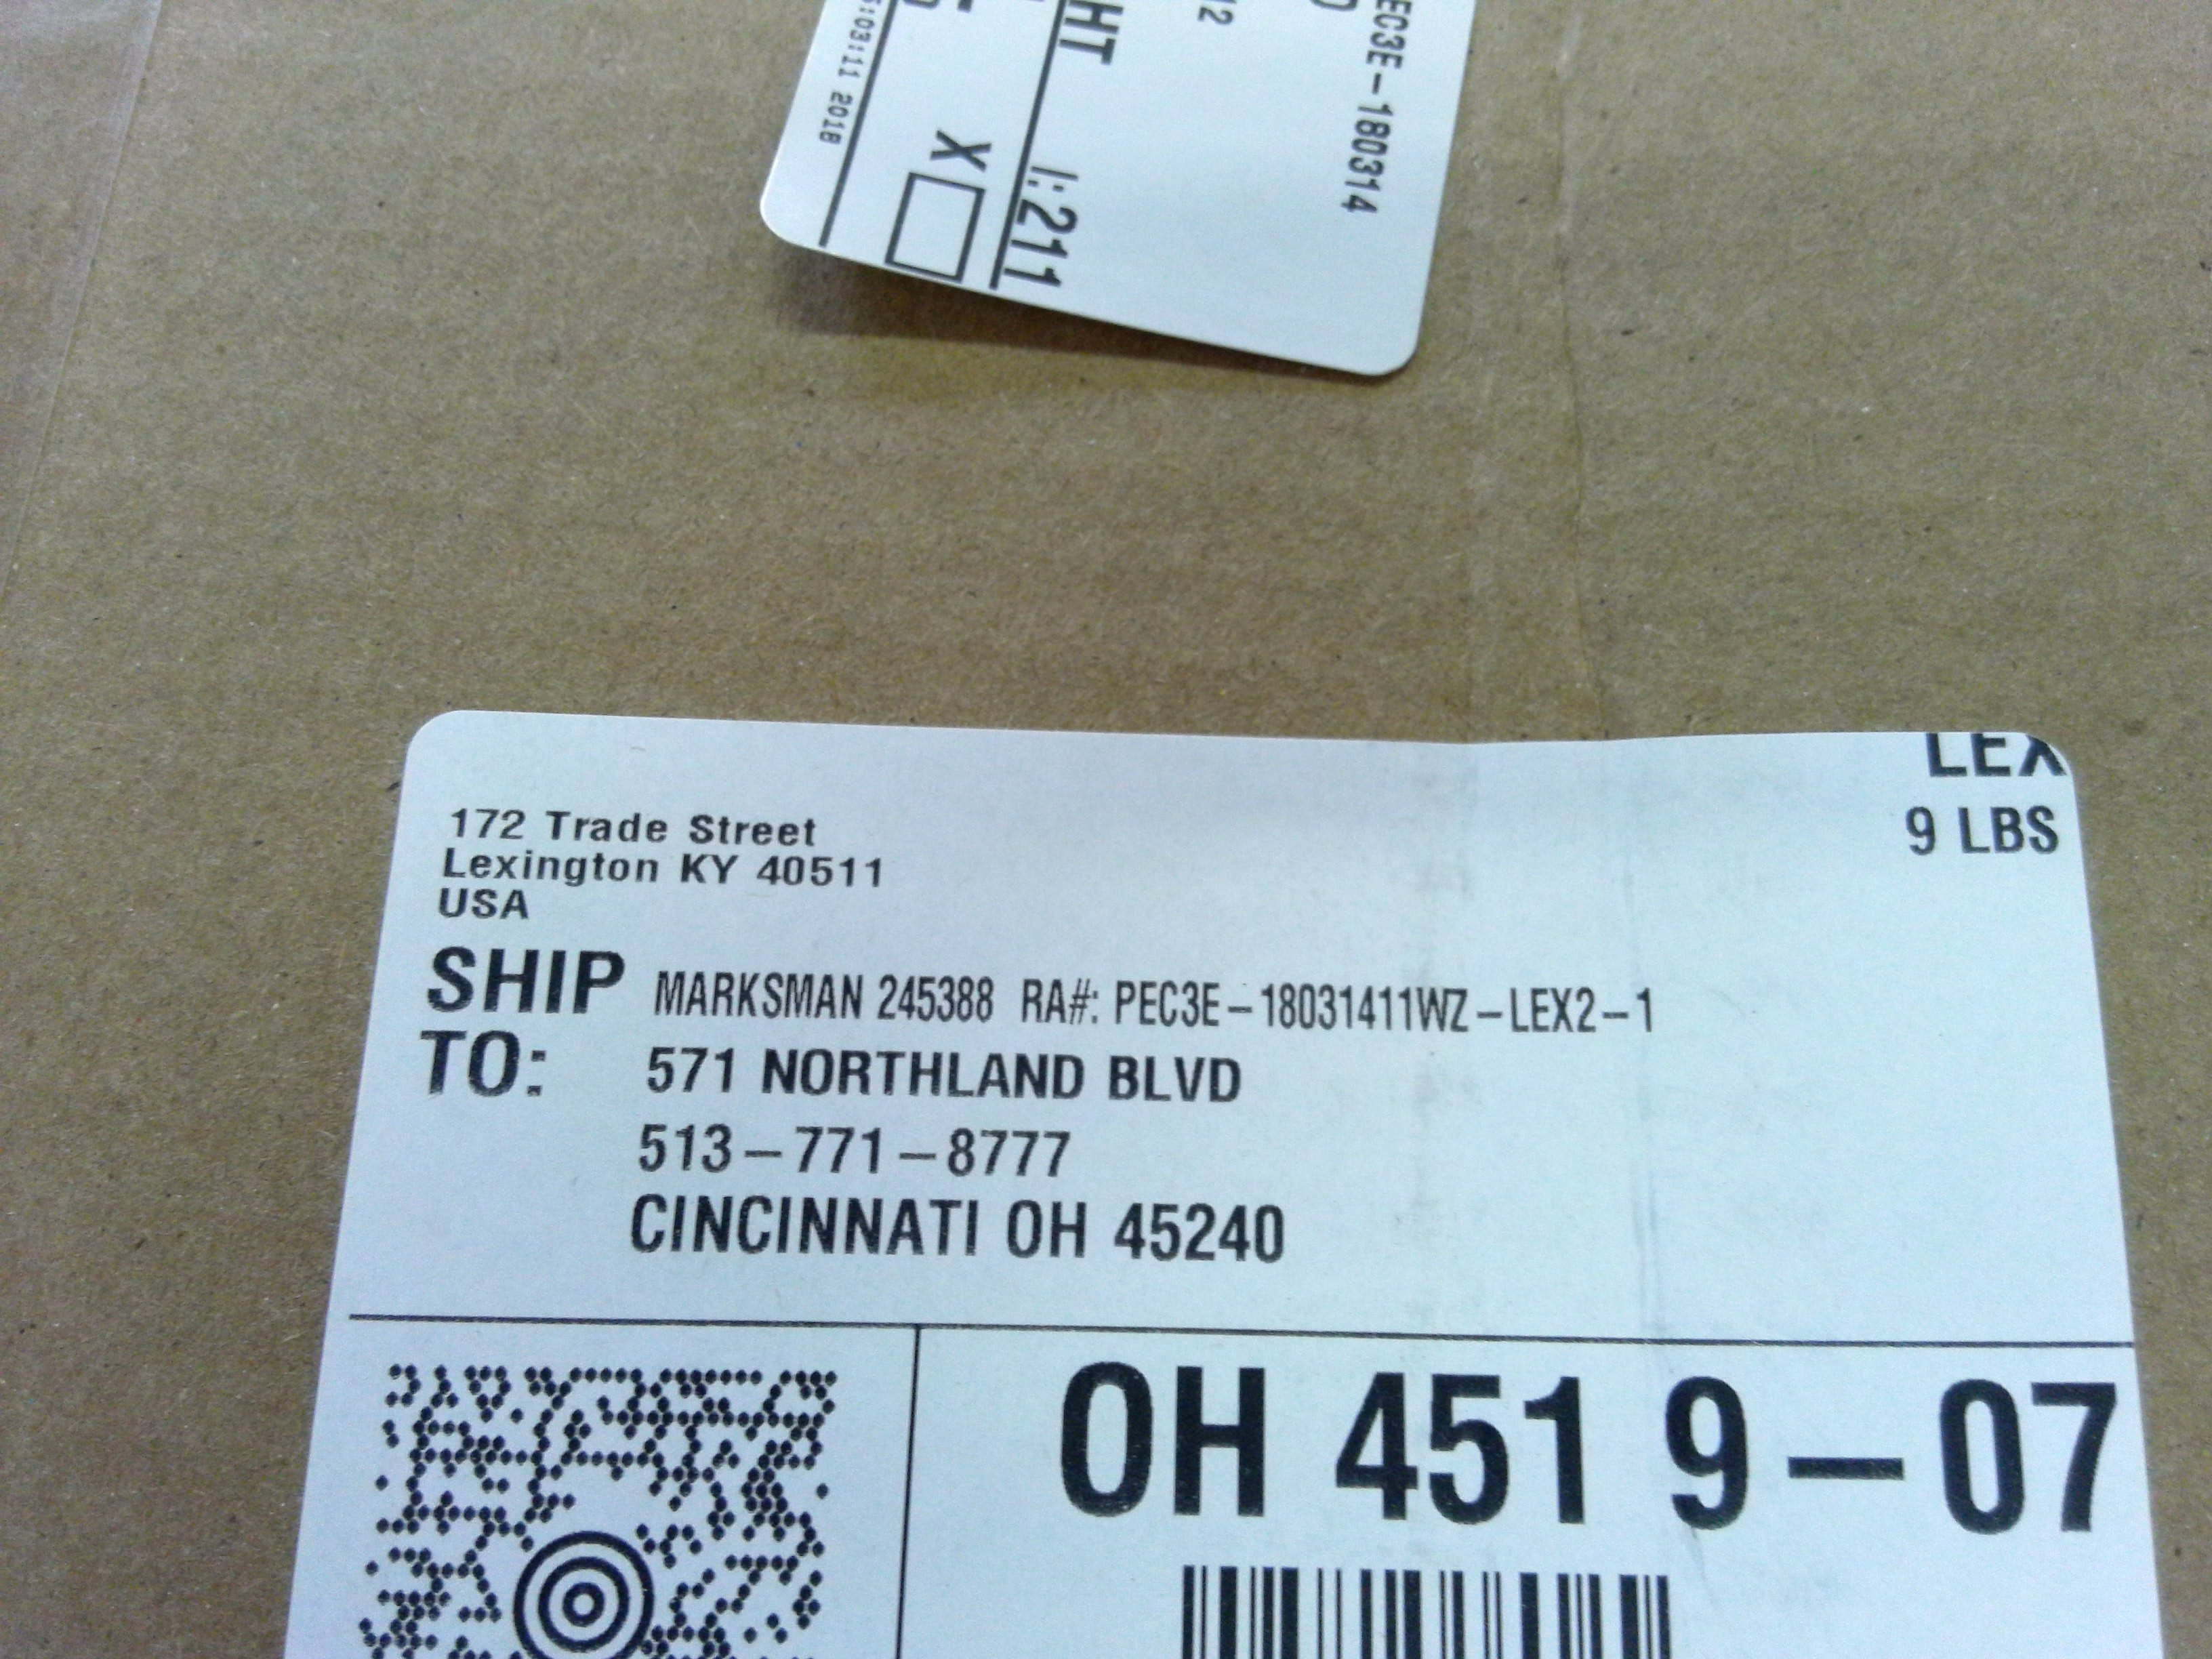 EC3E-180314
12
HT
I:211
X
:03:11 2018
LEX
9 LBS
172 Trade Street
Lexington KY 40511
USA
SHIP TO:
MARKSMAN 245388 RA#: PEC3E-18031411WZ-LEX2-1
571 NORTHLAND BLVD
513-771-8777
CINCINNATI OH 45240
OH 451 9-07